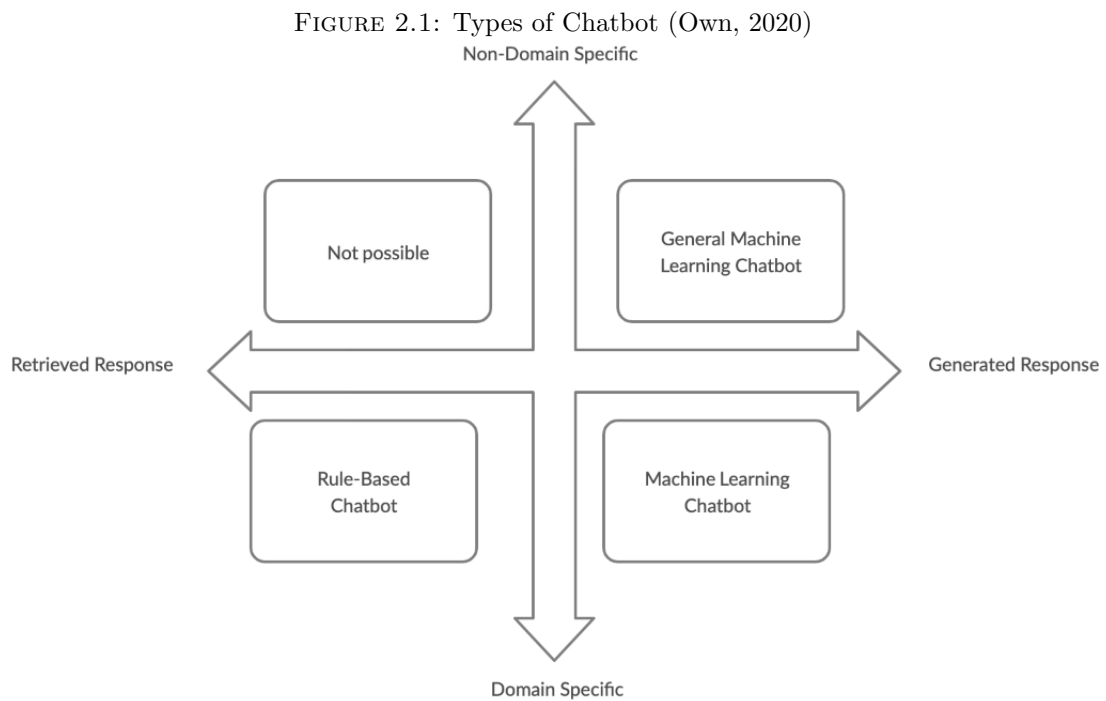 FIGURE 2.1: Types of Chatbot (Own, 2020)
Non-Domain Specific
Not possible
General Machine
Learning Chatbot
Retrieved Response
Generated Response
Rule-Based
Chatbot
Machine Learning
Chatbot
Domain Specific